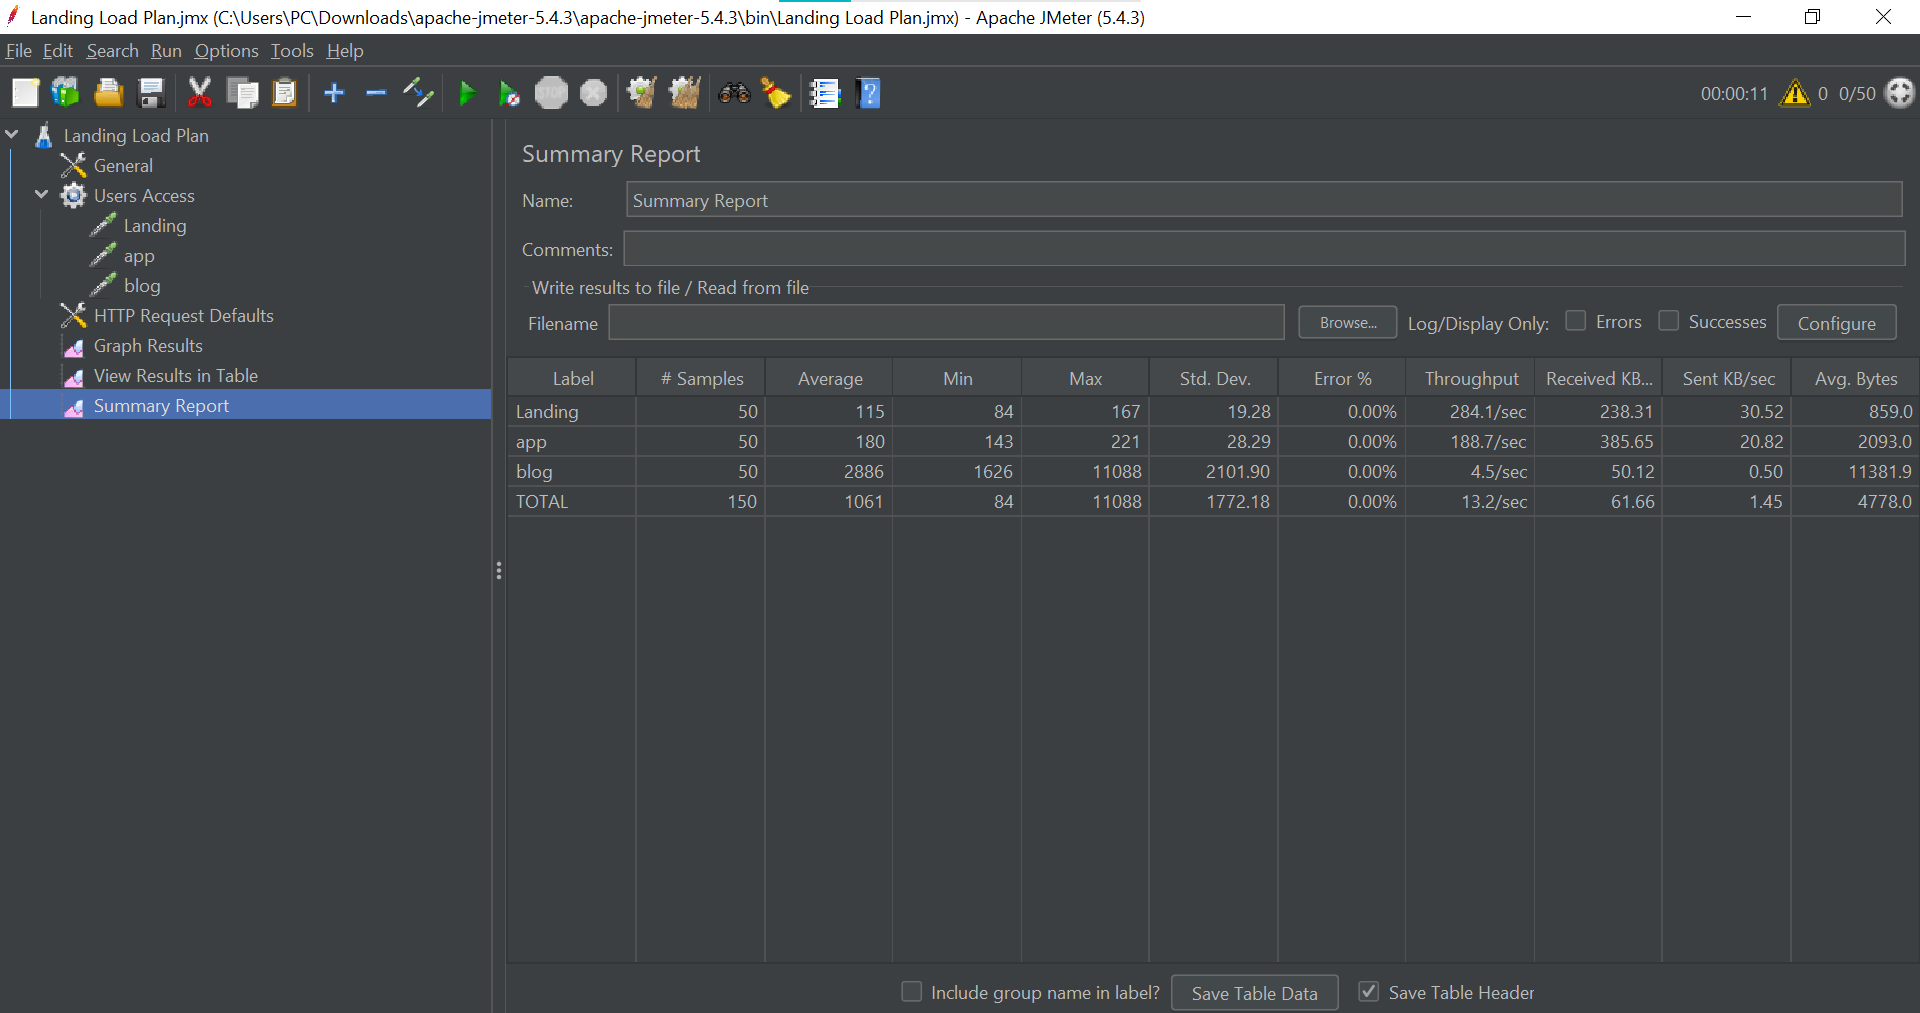 Landing Load Plan.jmx (C:\Users\PC\Downloads\apache-jmeter-5.4.3\apache-jmeter-5.4.3\bin\Landing Load Plan.jmx) - Apache JMeter (5.4.3)
File Edit Search Run Options Tools Help
STOP 00:00:11 0 0/50
Landing Load Plan
General
Users Access
Landing
app
blog
HTTP Request Defaults
Graph Results
View Results in Table
Summary Report
Summary Report
Name: Summary Report
Comments:
Write results to file / Read from file
Filename Browse... Log/Display Only: Errors Successes Configure
Label # Samples Average Min Max Std. Dev. Error % Throughput Received KB... Sent KB/sec Avg. Bytes
Landing 50 115 84 167 19.28 0.00% 284.1/sec 238.31 30.52 859.0
app 50 180 143 221 28.29 0.00% 188.7/sec 385.65 20.82 2093.0
blog 50 2886 1626 11088 2101.90 0.00% 4.5/sec 50.12 0.50 11381.9
TOTAL 150 1061 84 11088 1772.18 0.00% 13.2/sec 61.66 1.45 4778.0
Include group name in label? Save Table Data Save Table Header